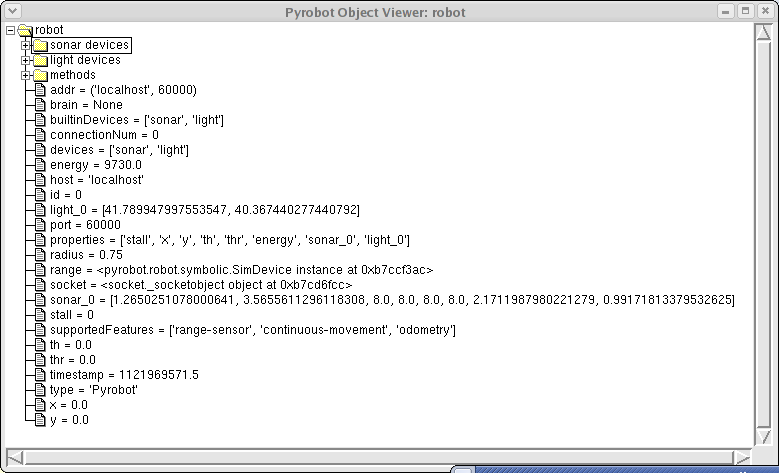 Pyrobot Object Viewer: robot
robot
sonar devices
light devices
methods
addr = ('localhost', 60000)
brain = None
builtinDevices = ['sonar', 'light']
connectionNum = 0
devices = ['sonar', 'light']
energy = 9730.0
host = 'localhost'
id = 0
light_0 = [41.789947997553547, 40.367440277440792]
port = 60000
properties = ['stall', 'x', 'y', 'th', 'thr', 'energy', 'sonar_0', 'light_0']
radius = 0.75
range = <pyrobot.robot.symbolic.SimDevice instance at 0xb7ccf3ac>
socket = <socket._socketobject object at 0xb7cd6fcc>
sonar_0 = [1.2650251078000641, 3.5655611296118308, 8.0, 8.0, 8.0, 8.0, 2.1711987980221279, 0.99171813379532625]
stall = 0
supportedFeatures = ['range-sensor', 'continuous-movement', 'odometry']
th = 0.0
thr = 0.0
timestamp = 1121969571.5
type = 'Pyrobot'
x = 0.0
y = 0.0